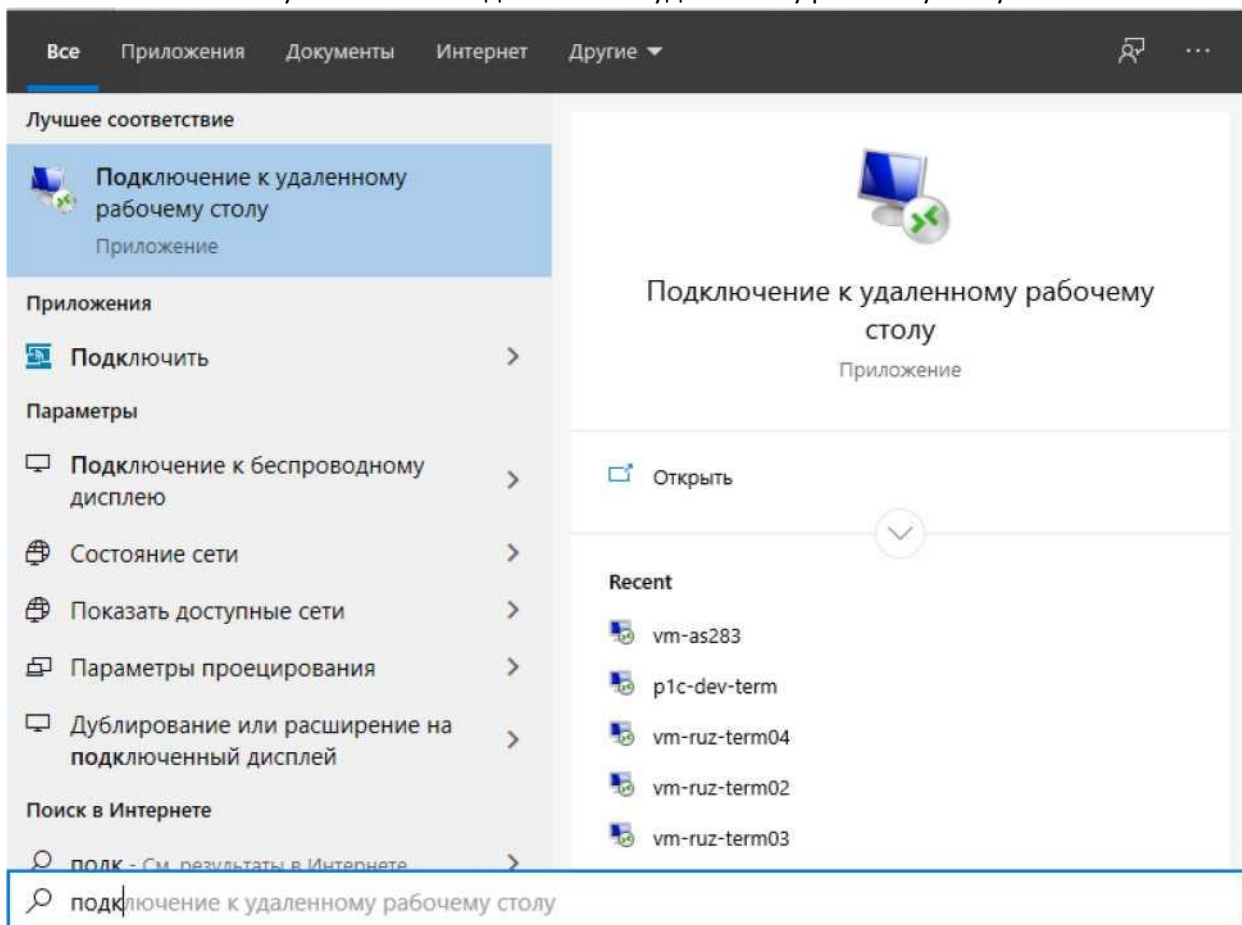 Все Приложения Документы Интернет Другие
Лучшее соответствие
Подключение к удаленному
рабочему столу
Приложение
Приложения
Подключить
Параметры
Подключение к беспроводному
дисплею
Состояние сети
Показать доступные сети
Параметры проецирования
Дублирование или расширение на
подключенный дисплей
Поиск в Интернете
подк - См. результаты в Интернете
Подключение к удаленному рабочему
столу
Приложение
Открыть
Recent
vm-as283
p1c-dev-term
vm-ruz-term04
vm-ruz-term02
vm-ruz-term03
подключение к удаленному рабочему столу